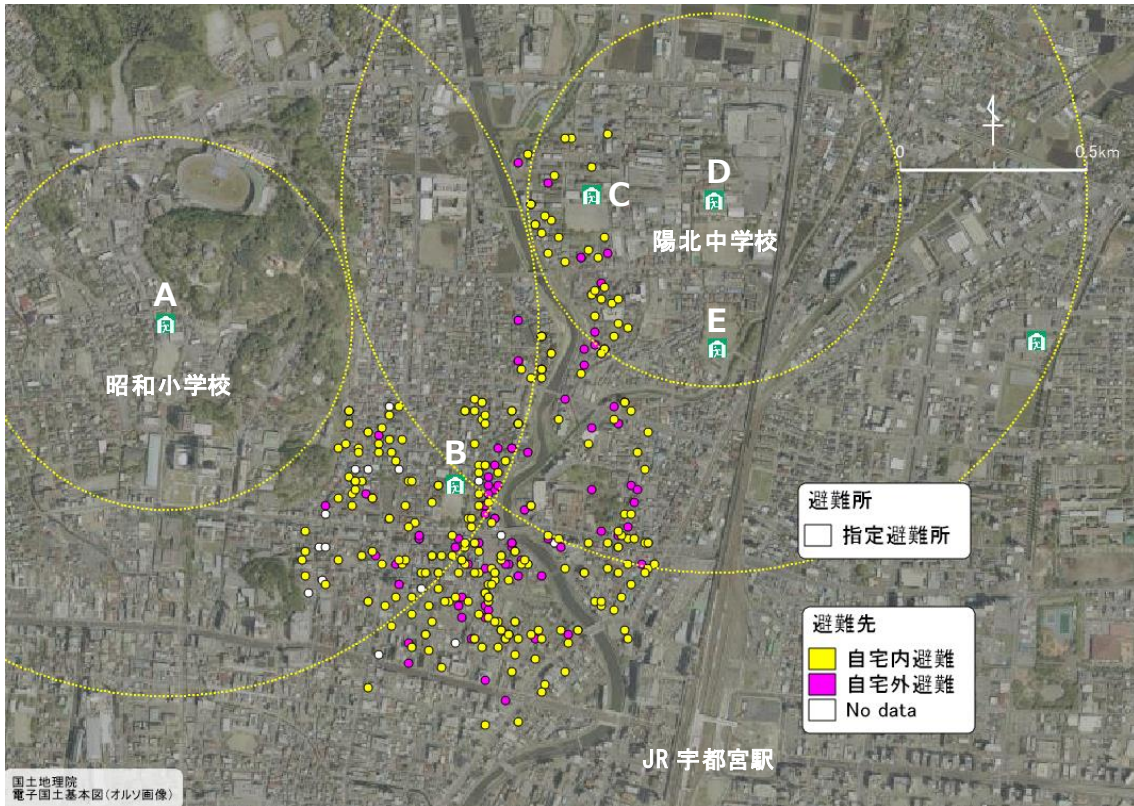 0
0.5km
D
C
陽北中学校
A
E
昭和小学校
B
避難所
指定避難所
避難先
自宅内避難
自宅外避難
No data
JR 宇都宮駅
国土地理院
電子国土基本図(オルソ画像)